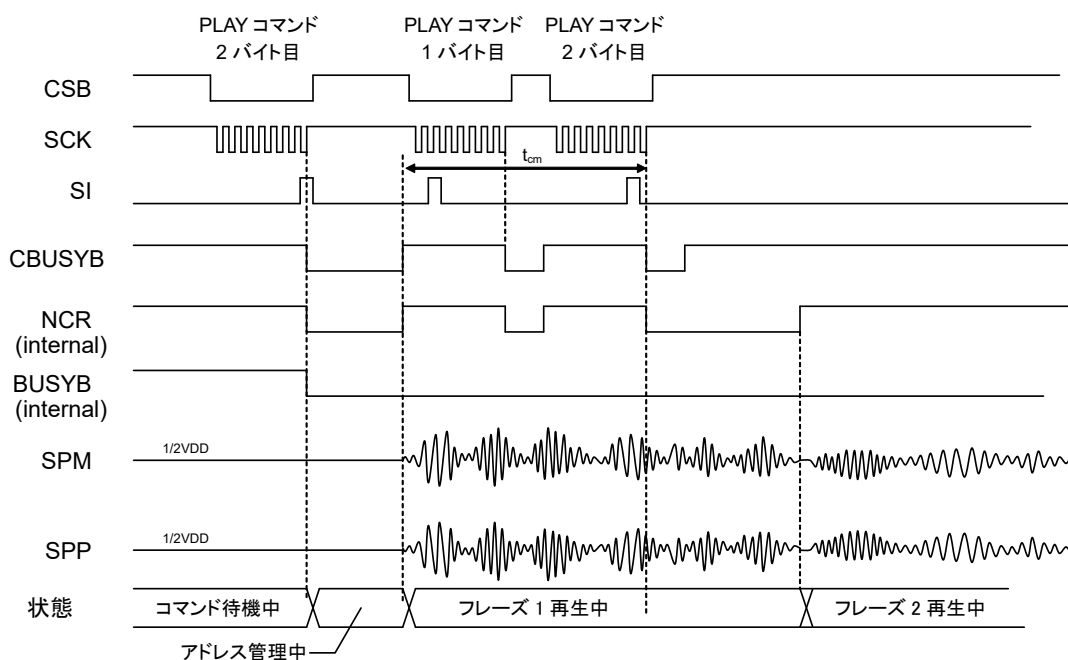 PLAY コマンド
2 バイト目
PLAY コマンド
1 バイト目
PLAY コマンド
2 バイト目
CSB
SCK
tcm
SI
CBUSYB
NCR
(internal)
BUSYB
(internal)
1/2VDD
SPM
1/2VDD
SPP
状態
コマンド待機中
フレーズ 1 再生中
フレーズ 2 再生中
アドレス管理中